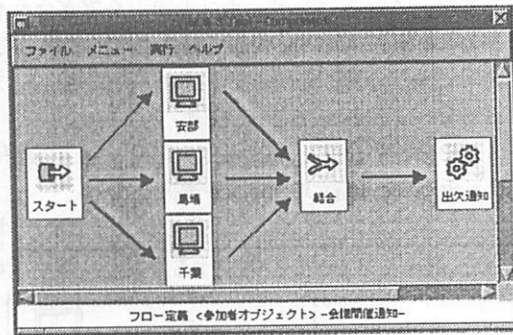 ファイル メニュー 実行 ヘルプ
安部
スタート
馬場
結合
出欠通知
千葉
フロー定義 <参加者オブジェクト> -会議開催通知-